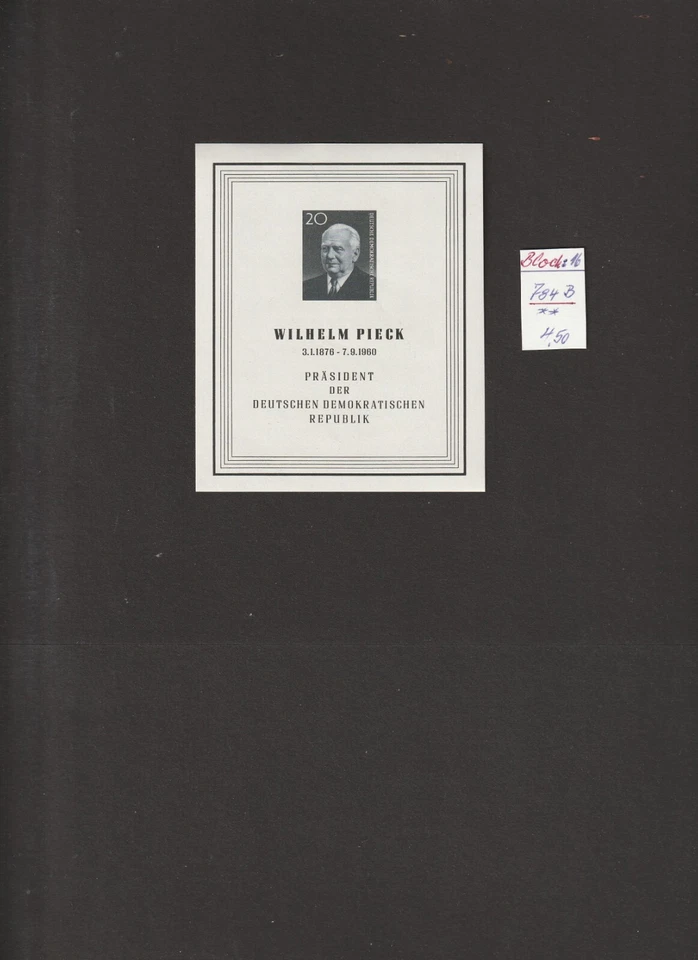 20
DEUTSCHE DEMOKRATISCHE REPUBLIK
WILHELM PIECK
3.1.1876 - 7.9.1960
PRÄSIDENT
DER
DEUTSCHEN DEMOKRATISCHEN
REPUBLIK
Block: 16
784 B
**
4,50